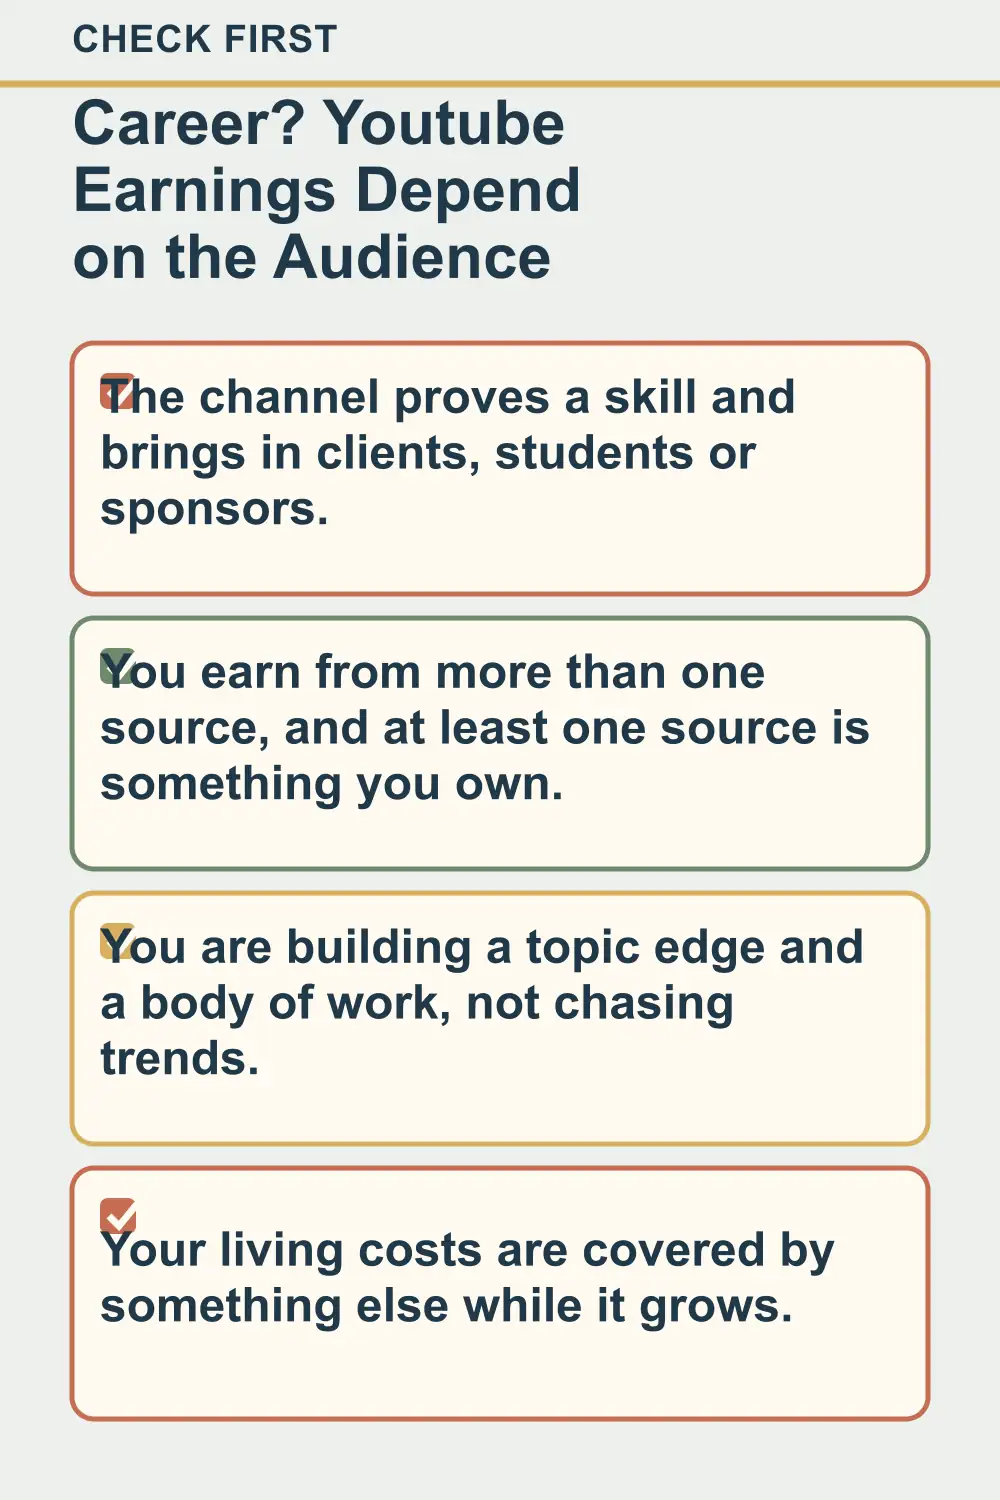 CHECK FIRST
Career? Youtube
Earnings Depend
on the Audience
The channel proves a skill and
brings in clients, students or
sponsors.
You earn from more than one
source, and at least one source is
something you own.
You are building a topic edge and
a body of work, not chasing
trends.
Your living costs are covered by
something else while it grows.